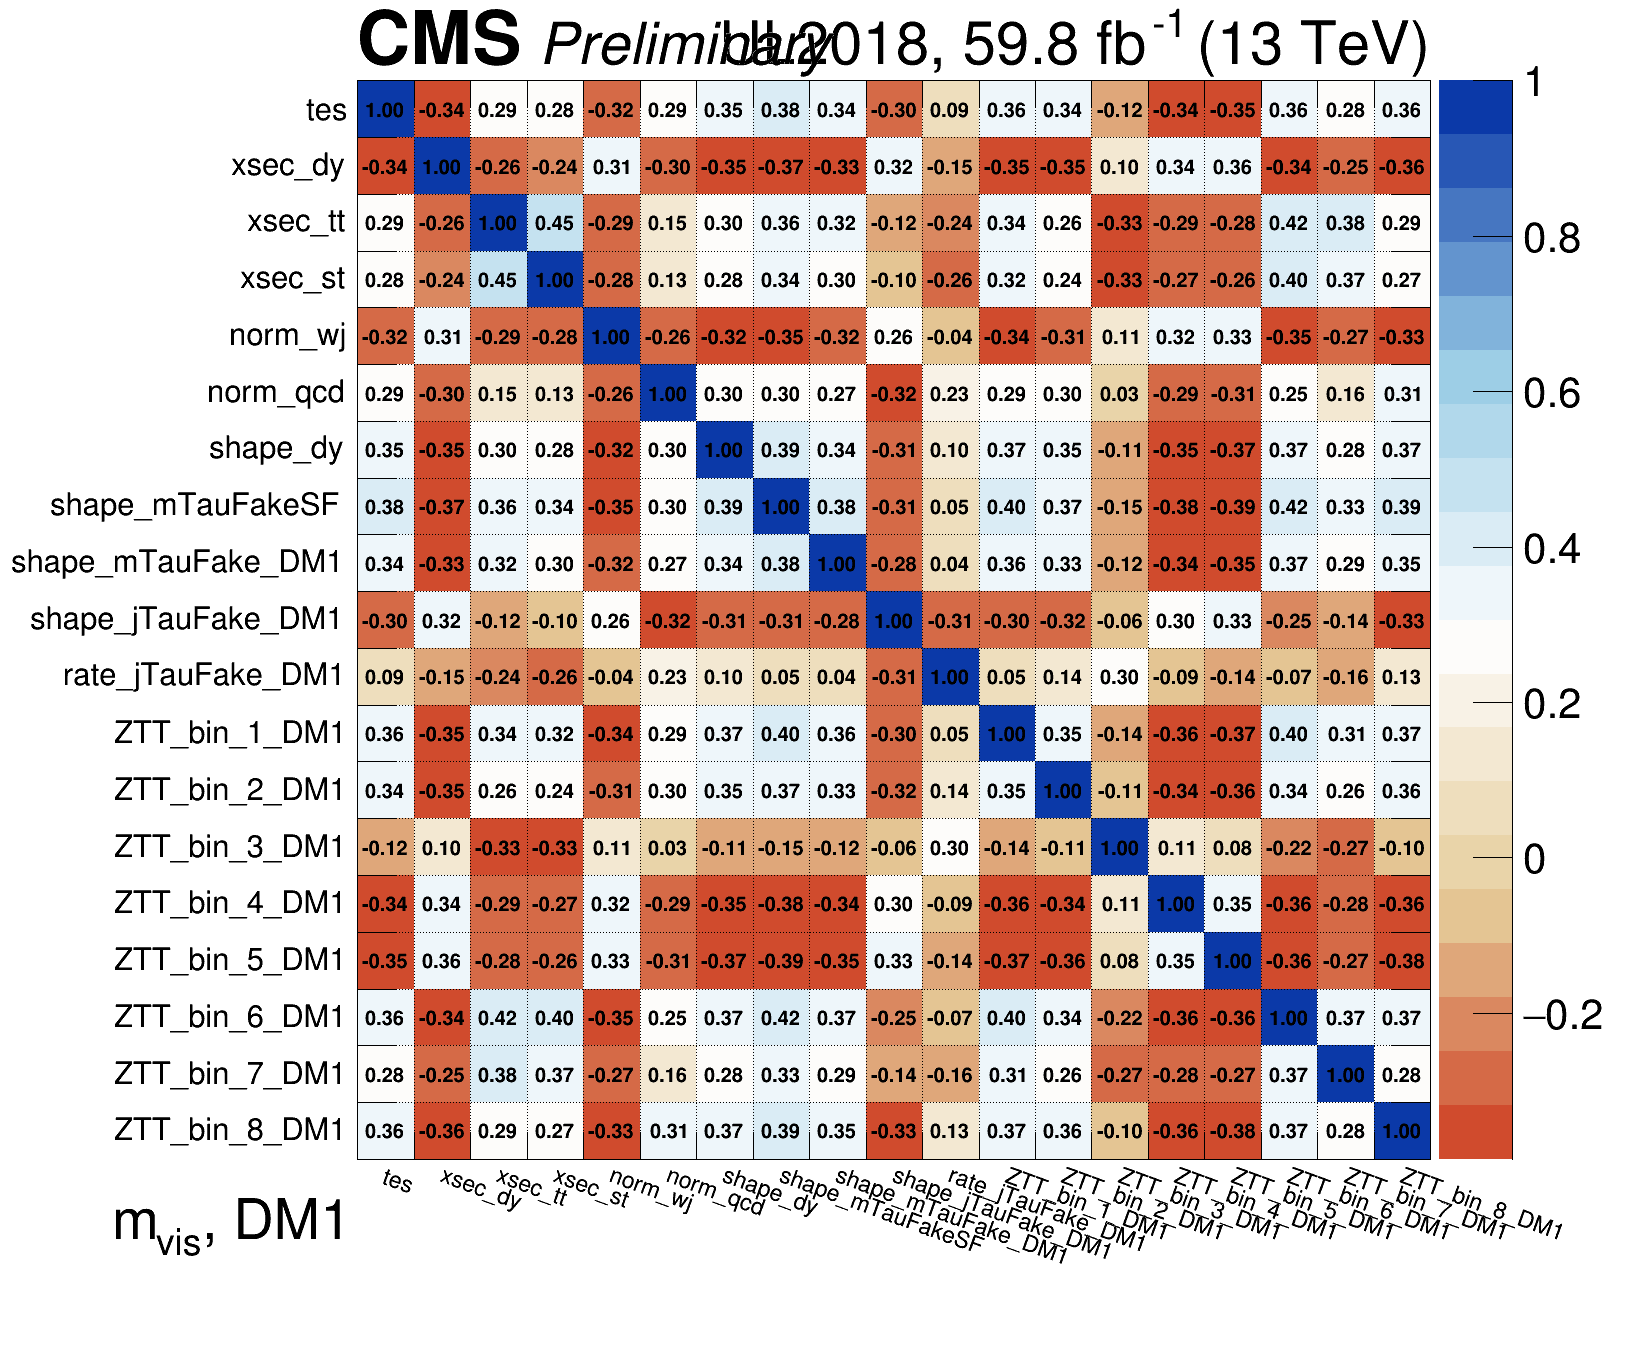 CMS Preliminary UL2018, 59.8 fb-1 (13 TeV)
tes 1.00 -0.34 0.29 0.28 -0.32 0.29 0.35 0.38 0.34 -0.30 0.09 0.36 0.34 -0.12 -0.34 -0.35 0.36 0.28 0.36
xsec_dy -0.34 1.00 -0.26 -0.24 0.31 -0.30 -0.35 -0.37 -0.33 0.32 -0.15 -0.35 -0.35 0.10 0.34 0.36 -0.34 -0.25 -0.36
xsec_tt 0.29 -0.26 1.00 0.45 -0.29 0.15 0.30 0.36 0.32 -0.12 -0.24 0.34 0.26 -0.33 -0.29 -0.28 0.42 0.38 0.29
xsec_st 0.28 -0.24 0.45 1.00 -0.28 0.13 0.28 0.34 0.30 -0.10 -0.26 0.32 0.24 -0.33 -0.27 -0.26 0.40 0.37 0.27
norm_wj -0.32 0.31 -0.29 -0.28 1.00 -0.26 -0.32 -0.35 -0.32 0.26 -0.04 -0.34 -0.31 0.11 0.32 0.33 -0.35 -0.27 -0.33
norm_qcd 0.29 -0.30 0.15 0.13 -0.26 1.00 0.30 0.30 0.27 -0.32 0.23 0.29 0.30 0.03 -0.29 -0.31 0.25 0.16 0.31
shape_dy 0.35 -0.35 0.30 0.28 -0.32 0.30 1.00 0.39 0.34 -0.31 0.10 0.37 0.35 -0.11 -0.35 -0.37 0.37 0.28 0.37
shape_mTauFakeSF 0.38 -0.37 0.36 0.34 -0.35 0.30 0.39 1.00 0.38 -0.31 0.05 0.40 0.37 -0.15 -0.38 -0.39 0.42 0.33 0.39
shape_mTauFake_DM1 0.34 -0.33 0.32 0.30 -0.32 0.27 0.34 0.38 1.00 -0.28 0.04 0.36 0.33 -0.12 -0.34 -0.35 0.37 0.29 0.35
shape_jTauFake_DM1 -0.30 0.32 -0.12 -0.10 0.26 -0.32 -0.31 -0.31 -0.28 1.00 -0.31 -0.30 -0.32 -0.06 0.30 0.33 -0.25 -0.14 -0.33
rate_jTauFake_DM1 0.09 -0.15 -0.24 -0.26 -0.04 0.23 0.10 0.05 0.04 -0.31 1.00 0.05 0.14 0.30 -0.09 -0.14 -0.07 -0.16 0.13
ZTT_bin_1_DM1 0.36 -0.35 0.34 0.32 -0.34 0.29 0.37 0.40 0.36 -0.30 0.05 1.00 0.35 -0.14 -0.36 -0.37 0.40 0.31 0.37
ZTT_bin_2_DM1 0.34 -0.35 0.26 0.24 -0.31 0.30 0.35 0.37 0.33 -0.32 0.14 0.35 1.00 -0.11 -0.34 -0.36 0.34 0.26 0.36
ZTT_bin_3_DM1 -0.12 0.10 -0.33 -0.33 0.11 0.03 -0.11 -0.15 -0.12 -0.06 0.30 -0.14 -0.11 1.00 0.11 0.08 -0.22 -0.27 -0.10
ZTT_bin_4_DM1 -0.34 0.34 -0.29 -0.27 0.32 -0.29 -0.35 -0.38 -0.34 0.30 -0.09 -0.36 -0.34 0.11 1.00 0.35 -0.36 -0.28 -0.36
ZTT_bin_5_DM1 -0.35 0.36 -0.28 -0.26 0.33 -0.31 -0.37 -0.39 -0.35 0.33 -0.14 -0.37 -0.36 0.08 0.35 1.00 -0.36 -0.27 -0.38
ZTT_bin_6_DM1 0.36 -0.34 0.42 0.40 -0.35 0.25 0.37 0.42 0.37 -0.25 -0.07 0.40 0.34 -0.22 -0.36 -0.36 1.00 0.37 0.37
ZTT_bin_7_DM1 0.28 -0.25 0.38 0.37 -0.27 0.16 0.28 0.33 0.29 -0.14 -0.16 0.31 0.26 -0.27 -0.28 -0.27 0.37 1.00 0.28
ZTT_bin_8_DM1 0.36 -0.36 0.29 0.27 -0.33 0.31 0.37 0.39 0.35 -0.33 0.13 0.37 0.36 -0.10 -0.36 -0.38 0.37 0.28 1.00
1
0.8
0.6
0.4
0.2
0
−0.2
tes
xsec_dy
xsec_tt
xsec_st
norm_wj
norm_qcd
shape_dy
shape_mTauFakeSF
shape_mTauFake_DM1
shape_jTauFake_DM1
rate_jTauFake_DM1
ZTT_bin_1_DM1
ZTT_bin_2_DM1
ZTT_bin_3_DM1
ZTT_bin_4_DM1
ZTT_bin_5_DM1
ZTT_bin_6_DM1
ZTT_bin_7_DM1
ZTT_bin_8_DM1
mvis, DM1